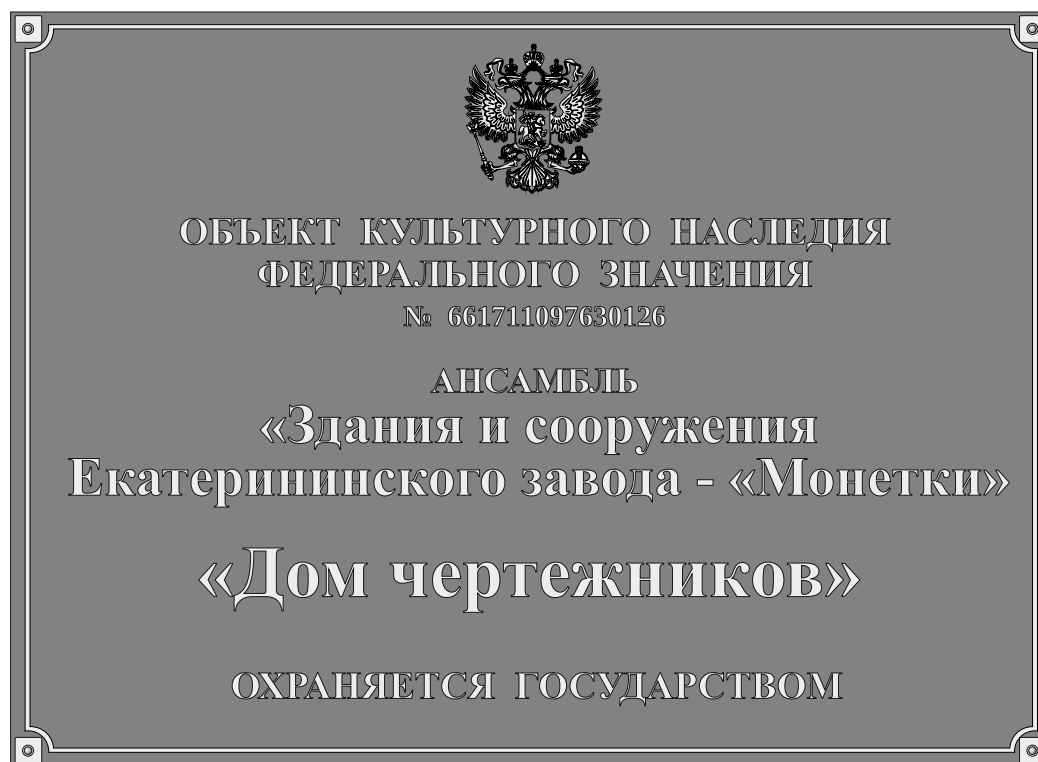 ОБЪЕКТ КУЛЬТУРНОГО НАСЛЕДИЯ
ФЕДЕРАЛЬНОГО ЗНАЧЕНИЯ
№ 661711097630126
АНСАМБЛЬ
«Здания и сооружения
Екатерининского завода - «Монетки»
«Дом чертежников»
ОХРАНЯЕТСЯ ГОСУДАРСТВОМ